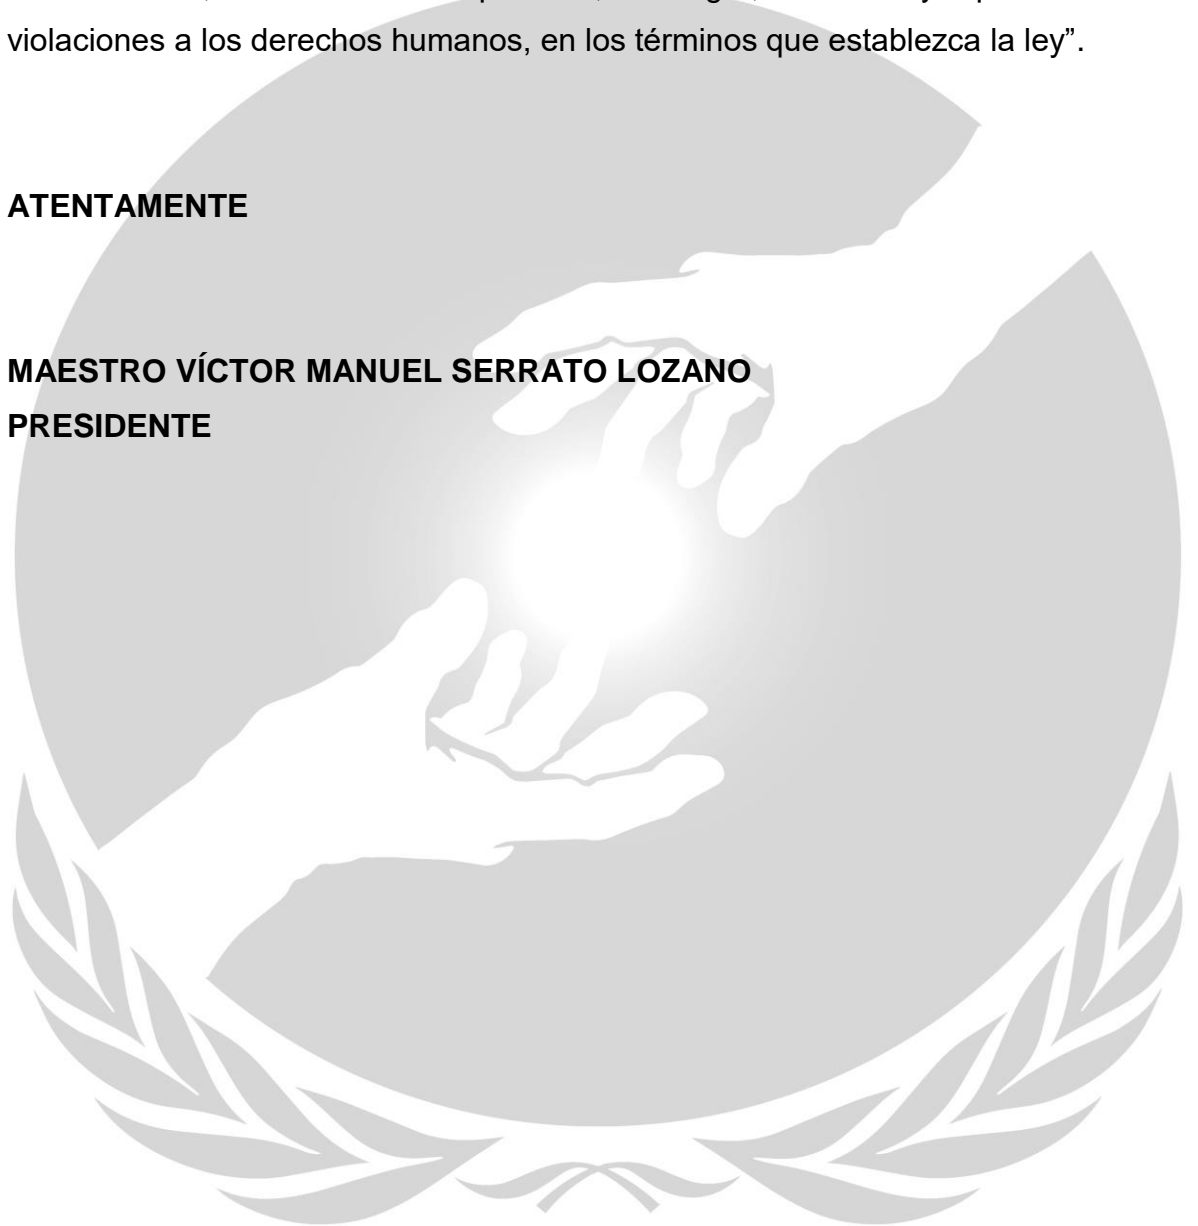 violaciones a los derechos humanos, en los términos que establezca la ley”.
ATENTAMENTE
MAESTRO VÍCTOR MANUEL SERRATO LOZANO
PRESIDENTE